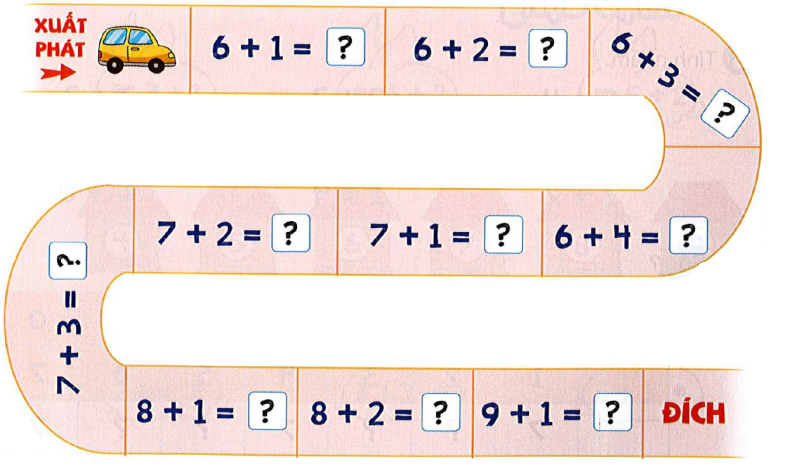 XUẤT
PHÁT
6 + 1 = ?
6 + 2 = ?
6 + 3 = ?
6 + 4 = ?
7 + 1 = ?
7 + 2 = ?
7 + 3 = ?
8 + 1 = ?
8 + 2 = ?
9 + 1 = ?
ĐÍCH